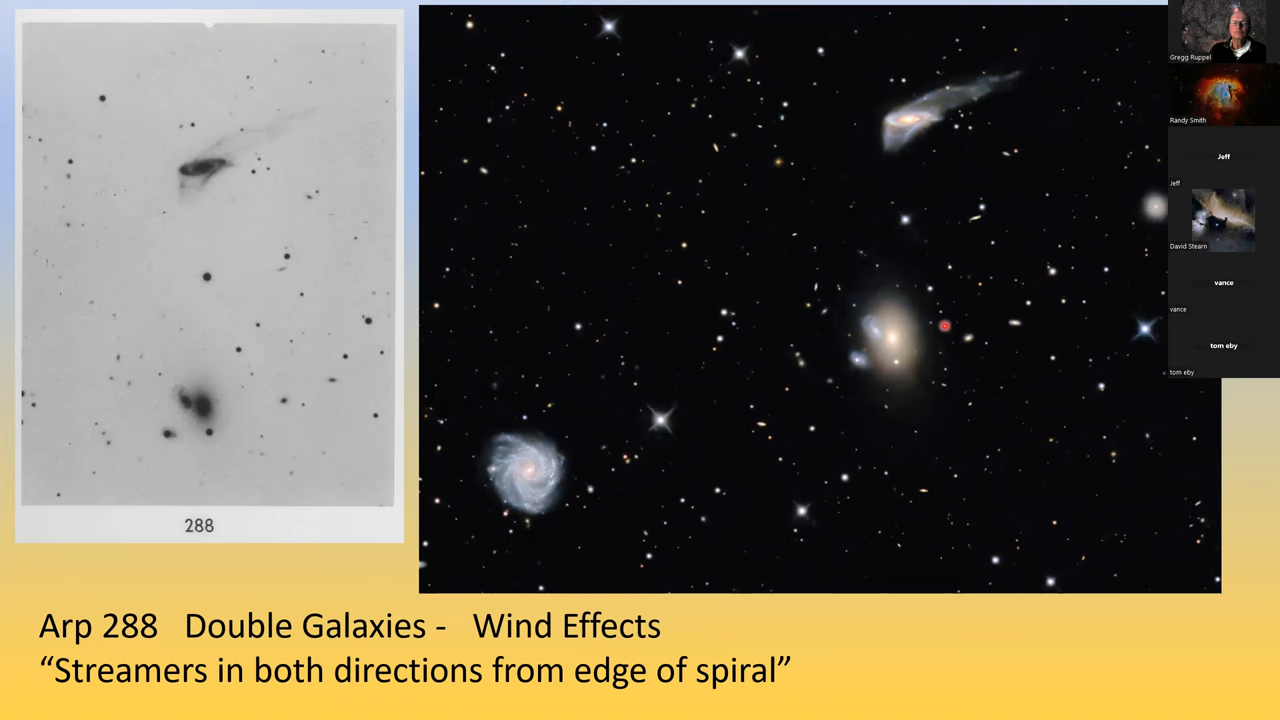 288
Gregg Ruppel
Randy Smith
Jeff
Jeff
David Stearn
vance
vance
tom eby
tom eby
Arp 288 Double Galaxies - Wind Effects
“Streamers in both directions from edge of spiral”